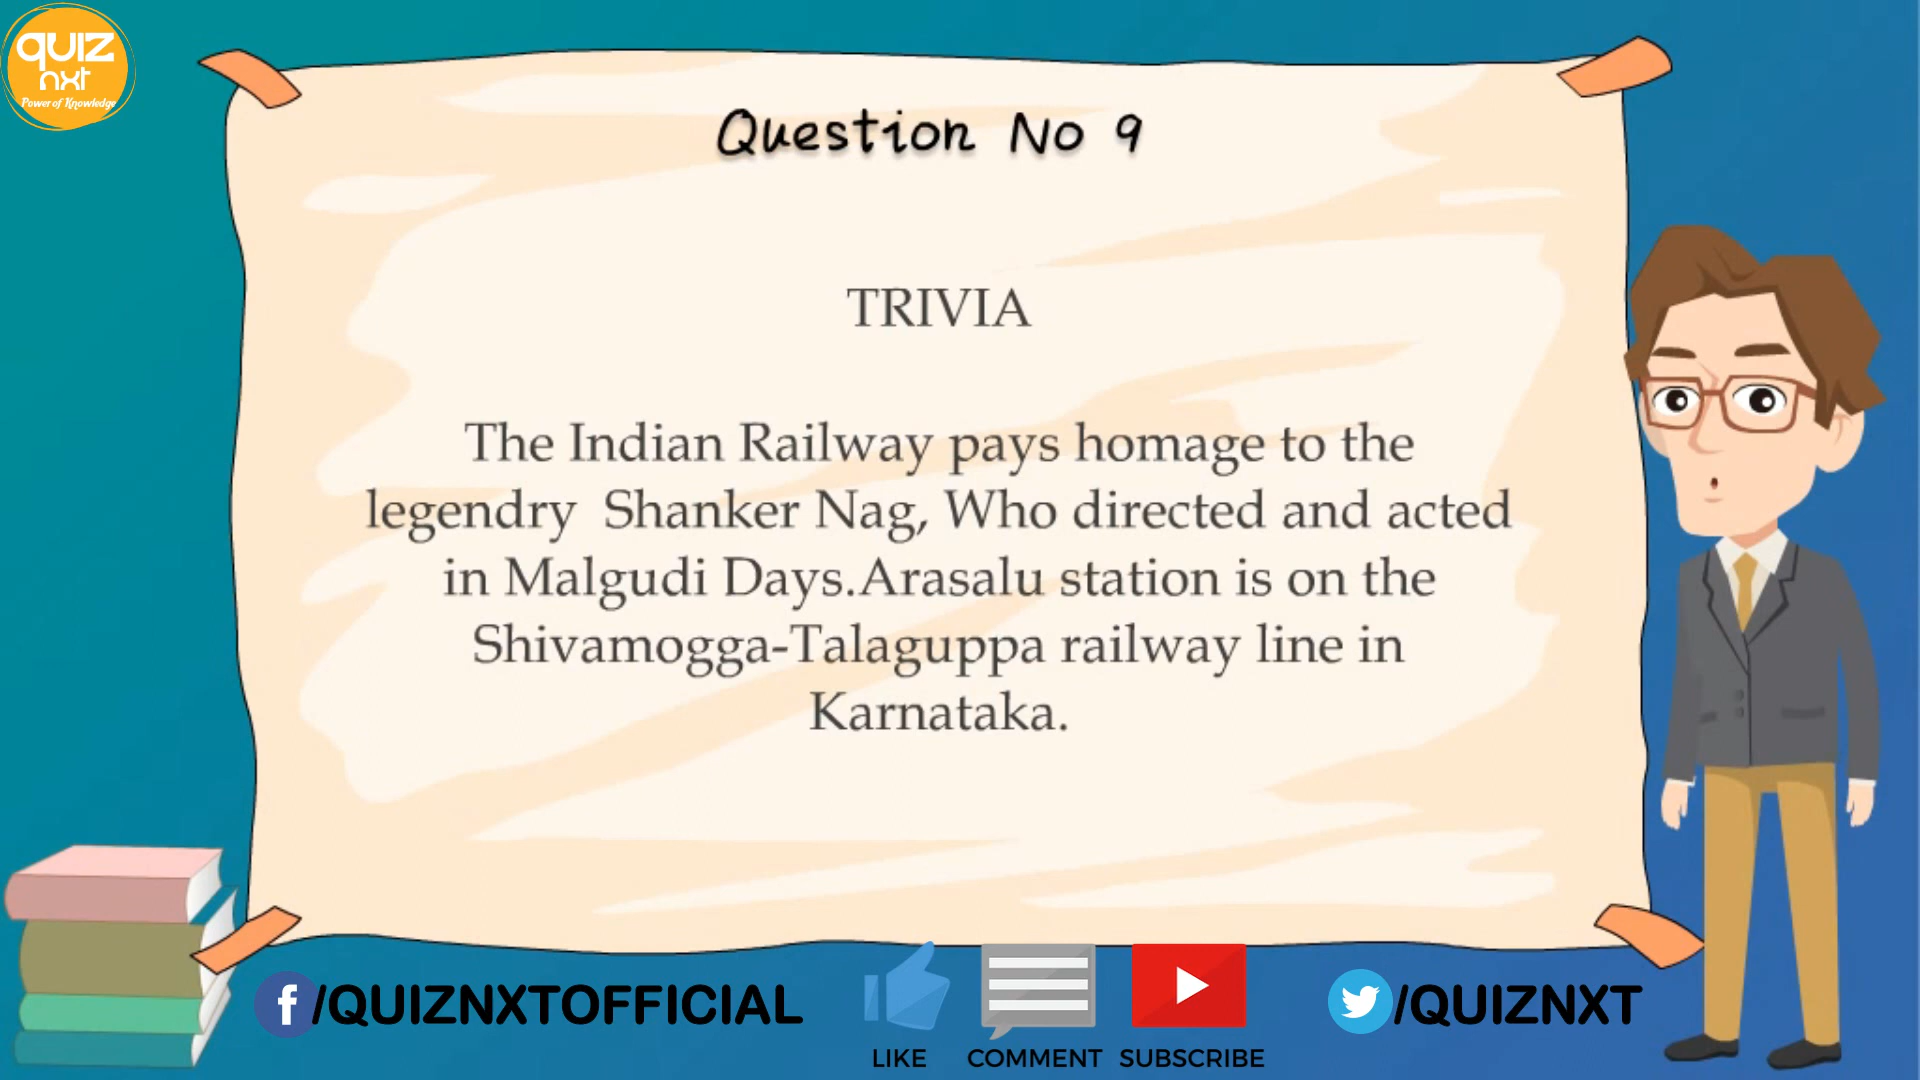 quiz
nxt
Power of Knowledge
Question No 9
TRIVIA
The Indian Railway pays homage to the
legendry  Shanker Nag, Who directed and acted
in Malgudi Days.Arasalu station is on the
Shivamogga-Talaguppa railway line in
Karnataka.
f/QUIZNXTOFFICIAL
/QUIZNXT
LIKE COMMENT SUBSCRIBE